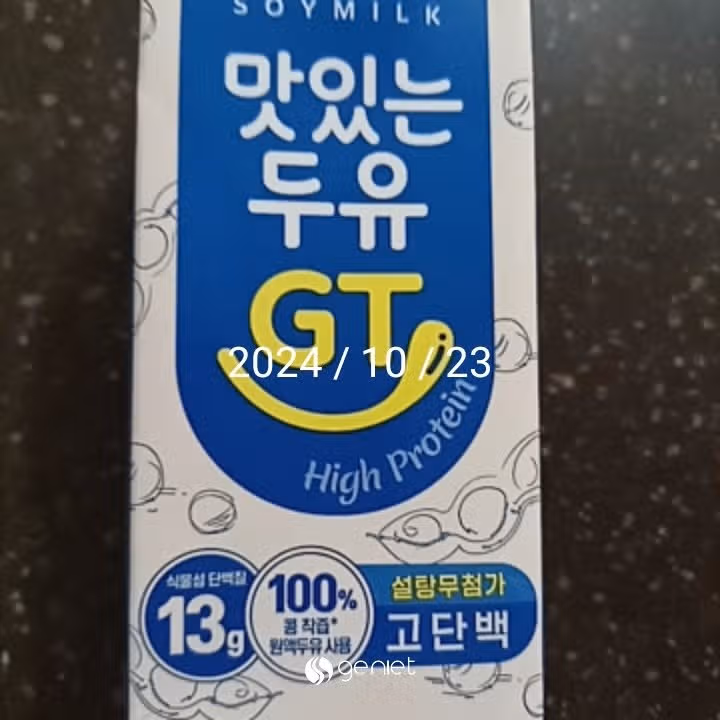 SOYMILK
맛있는
두유
GT
2024 / 10 / 23
High Protein
식물성 단백질
13g
100%
콩 착즙*
원액두유 사용
설탕무첨가
고단백
geniet